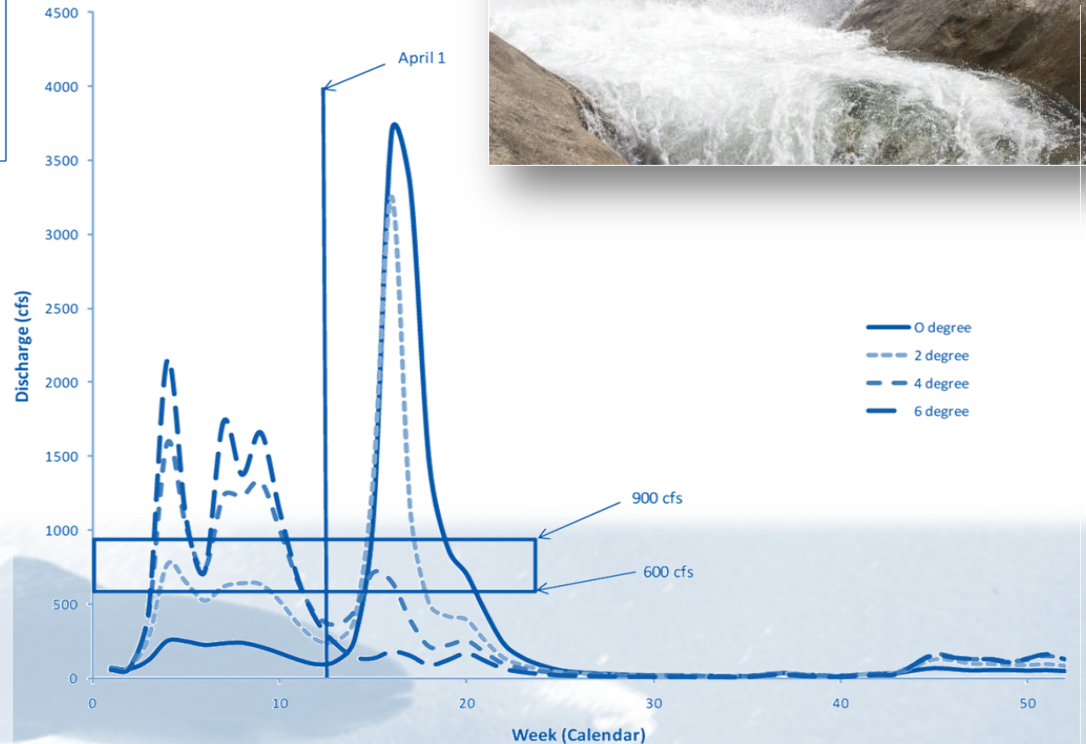 4500
April 1
4000
3500
3000
2500
2000
1500
1000
500
0
Discharge (cfs)
O degree
2 degree
4 degree
6 degree
900 cfs
600 cfs
0 10 20 30 40 50
Week (Calendar)